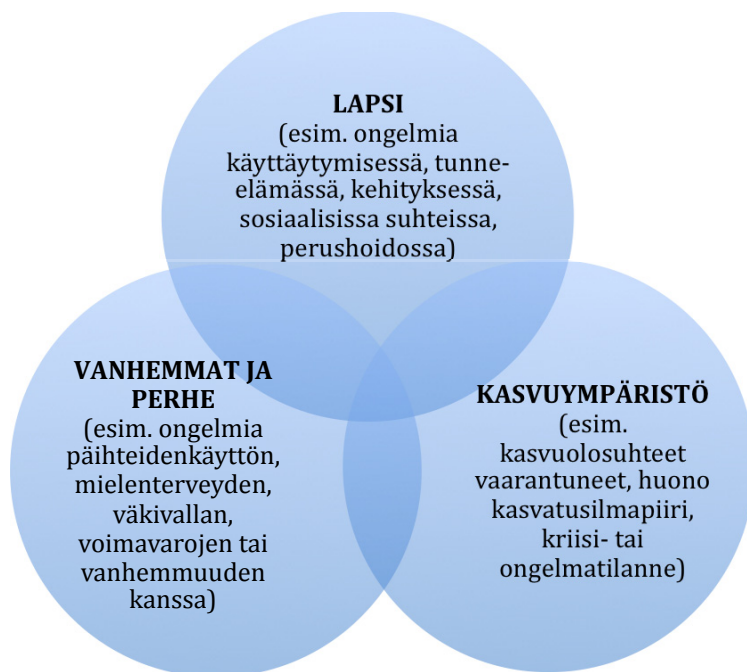 LAPSI
(esim. ongelmia
käyttäytymisessä, tunne-
elämässä, kehityksessä,
sosiaalisissa suhteissa,
perushoidossa)
VANHEMMAT JA
PERHE
(esim. ongelmia
päihteidenkäyttön,
mielenterveyden,
väkivallan,
voimavarojen tai
vanhemmuuden
kanssa)
KASVUYMPÄRISTÖ
(esim.
kasvuolosuhteet
vaarantuneet, huono
kasvatusilmapiiri,
kriisi- tai
ongelmatilanne)